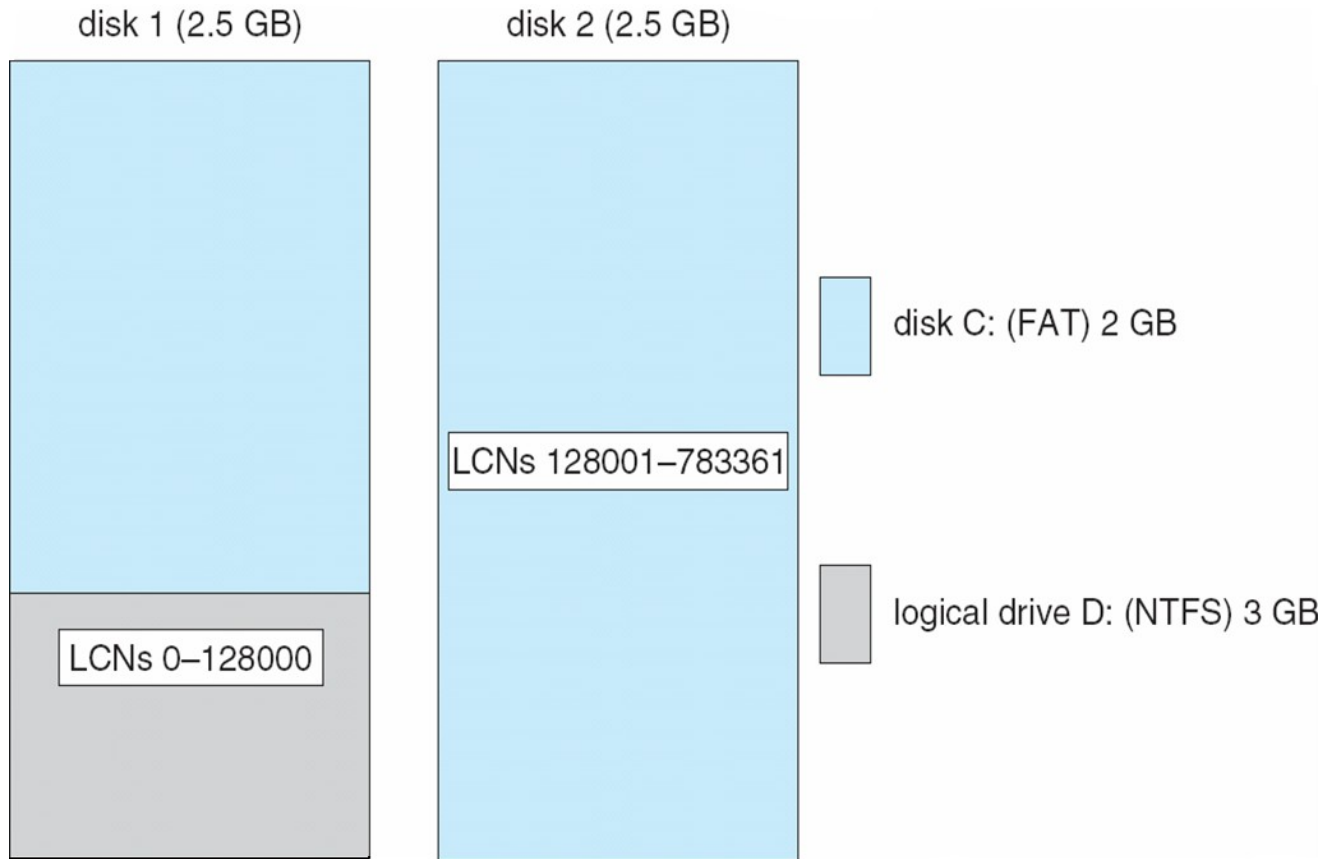 disk 1 (2.5 GB)
disk 2 (2.5 GB)
disk C: (FAT) 2 GB
LCNs 128001–783361
logical drive D: (NTFS) 3 GB
LCNs 0–128000